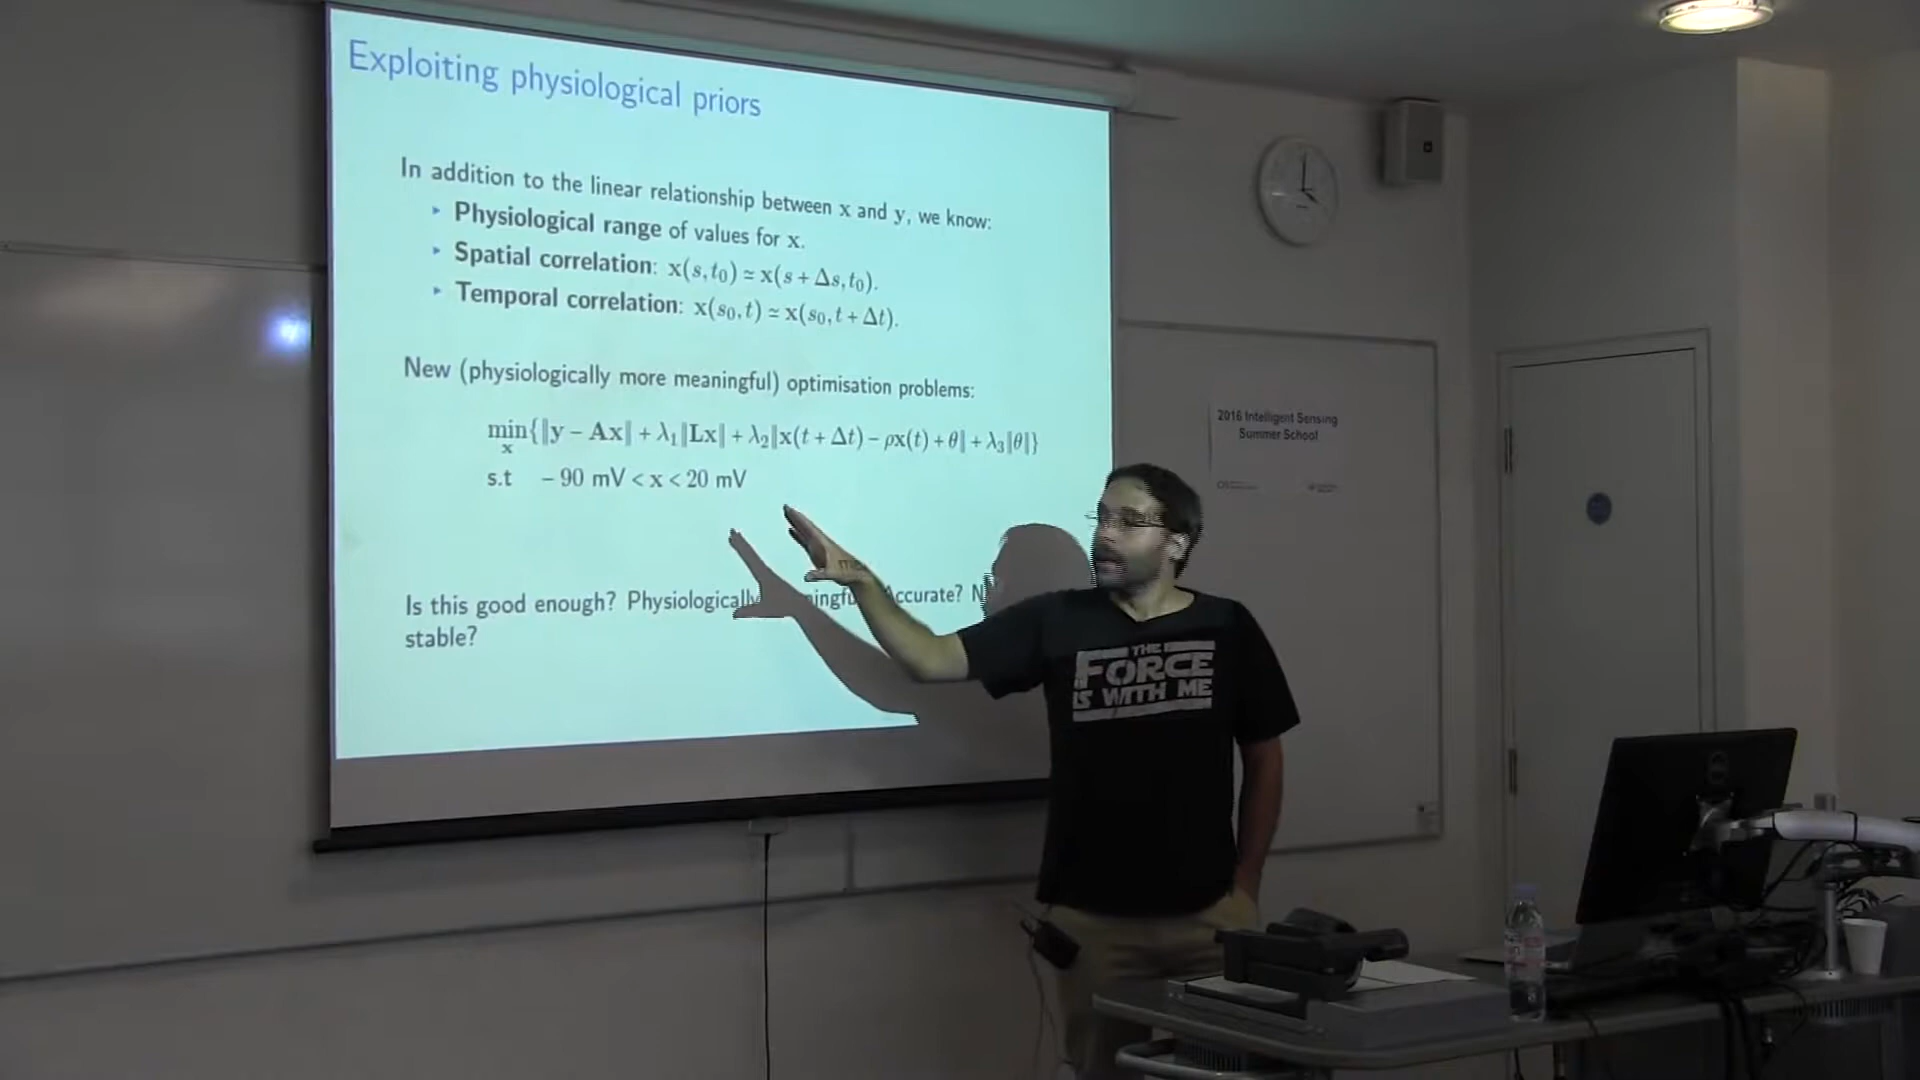 Exploiting physiological priors
In addition to the linear relationship between x and y, we know:
‣ Physiological range of values for x.
‣ Spatial correlation: x(s,t₀) ≃ x(s + Δs,t₀).
‣ Temporal correlation: x(s₀,t) ≃ x(s₀,t + Δt).
New (physiologically more meaningful) optimisation problems:
min{‖y − Ax‖ + λ₁‖Lx‖ + λ₂‖x(t + Δt) − ρx(t) + θ‖ + λ₃‖θ‖}
x
s.t − 90 mV < x < 20 mV
Is this good enough? Physiologically Accurate?
stable?
2016 Intelligent Sensing
Summer School
THE
FORCE
IS WITH ME